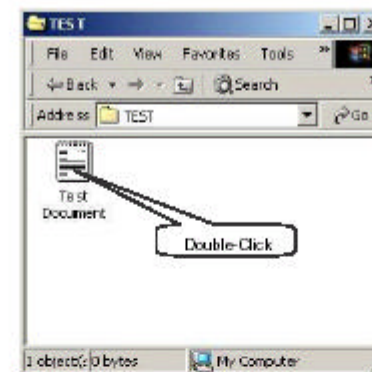 TEST
File Edit View Favorites Tools »
Back Search »
Address TEST Go
Test
Document
Double-Click
1 object(s) 0 bytes My Computer